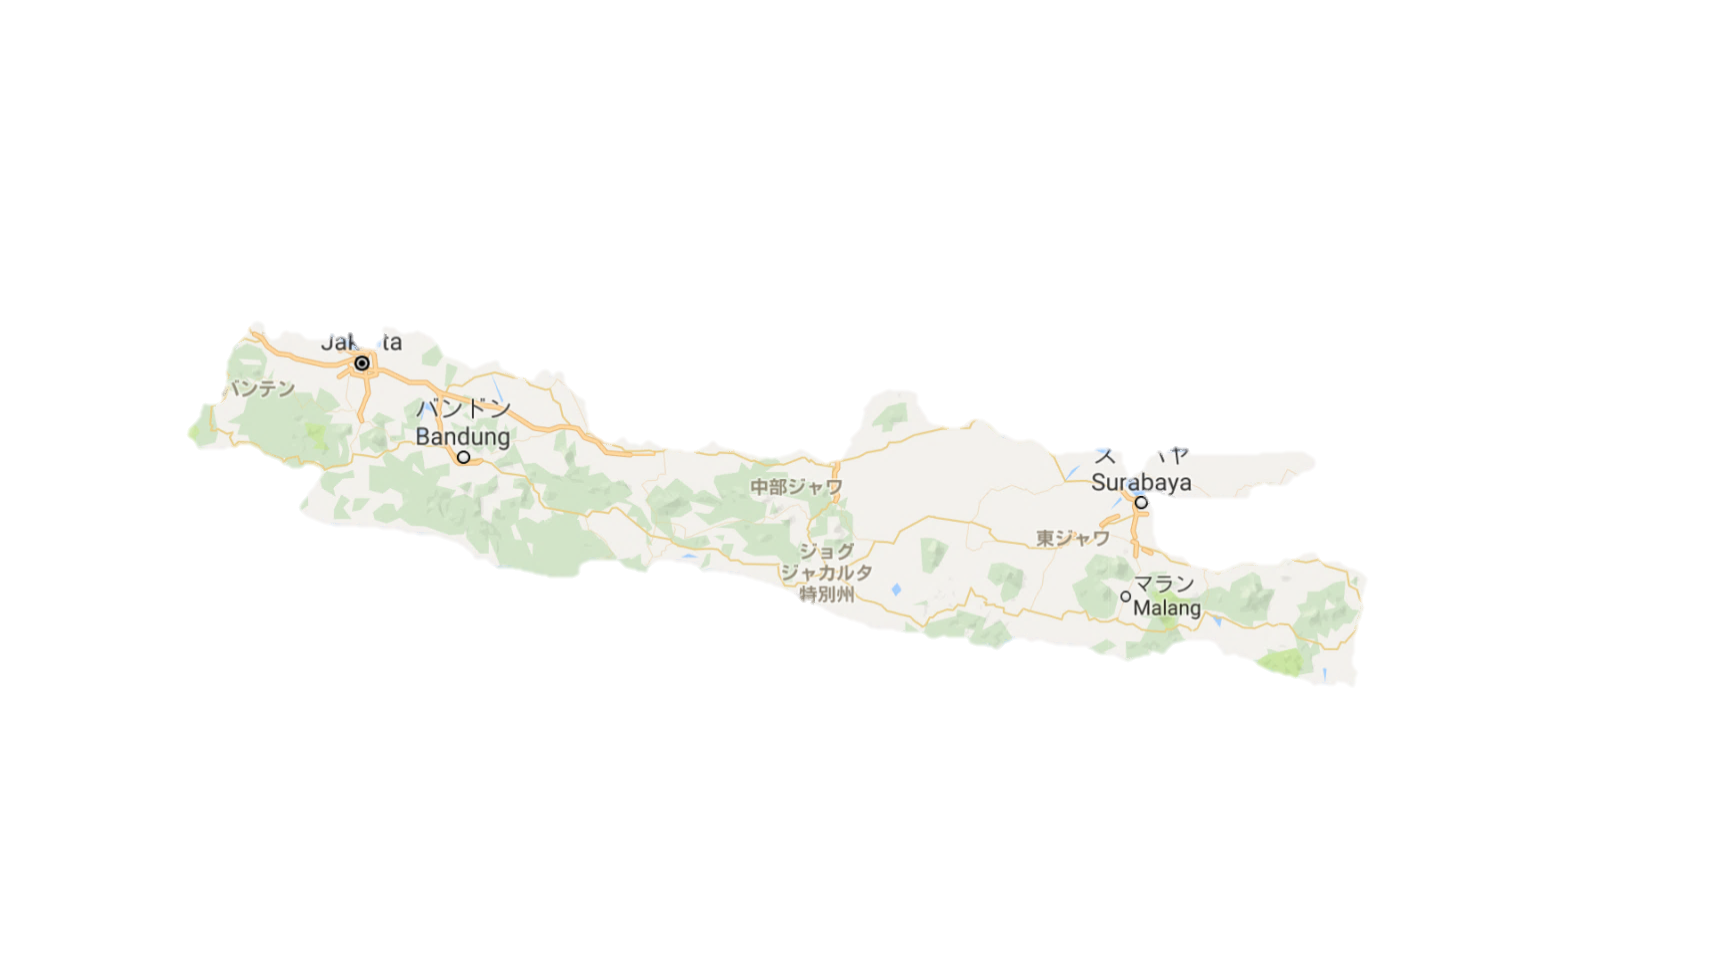 バンテン
バンドン
Bandung
中部ジャワ
ジョグ
ジャカルタ
特別州
Surabaya
東ジャワ
マラン
Malang